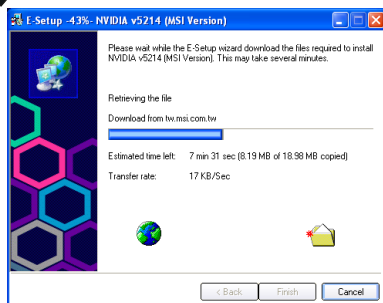 E-Setup -43%- NVIDIA v5214 (MSI Version)
Please wait while the E-Setup wizard download the files required to install
NVIDIA v5214 (MSI Version). This may take several minutes.
Retrieving the file
Download from tw.msi.com.tw
Estimated time left: 7 min 31 sec (8.19 MB of 18.98 MB copied)
Transfer rate: 17 KB/Sec
< Back Finish Cancel